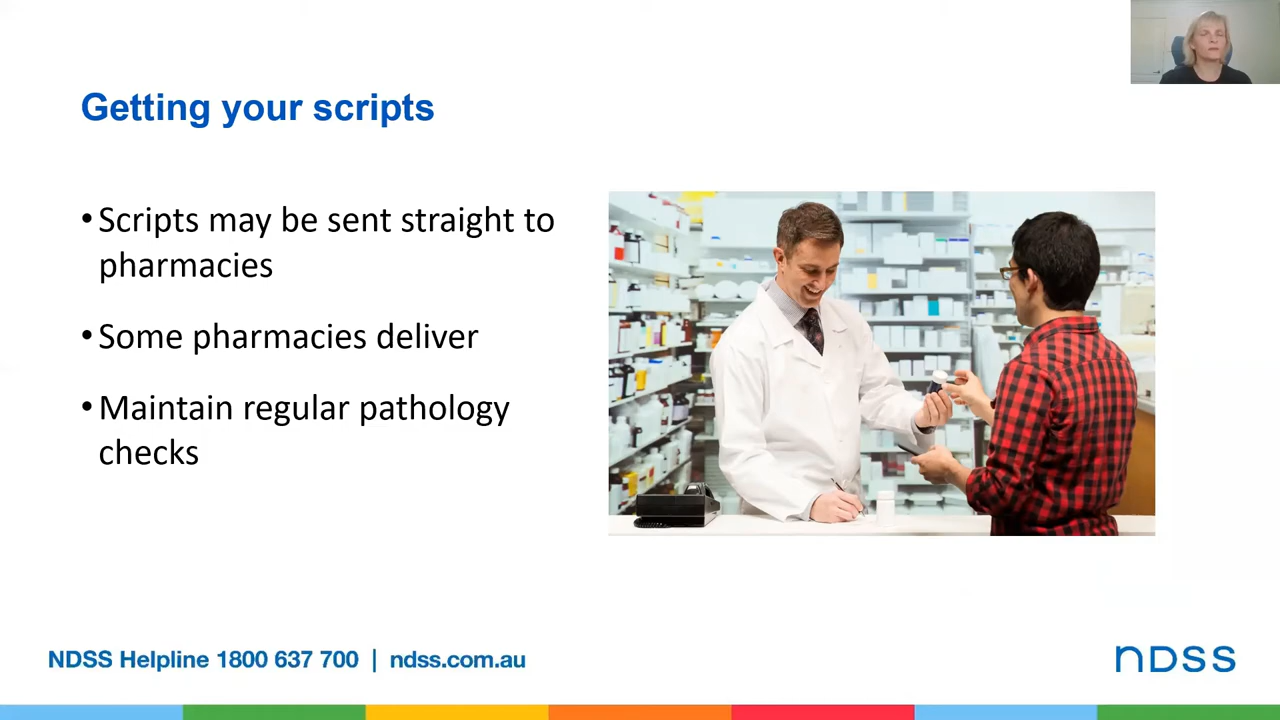 Getting your scripts
•Scripts may be sent straight to
pharmacies
•Some pharmacies deliver
•Maintain regular pathology
checks
NDSS Helpline 1800 637 700 | ndss.com.au
NDSS